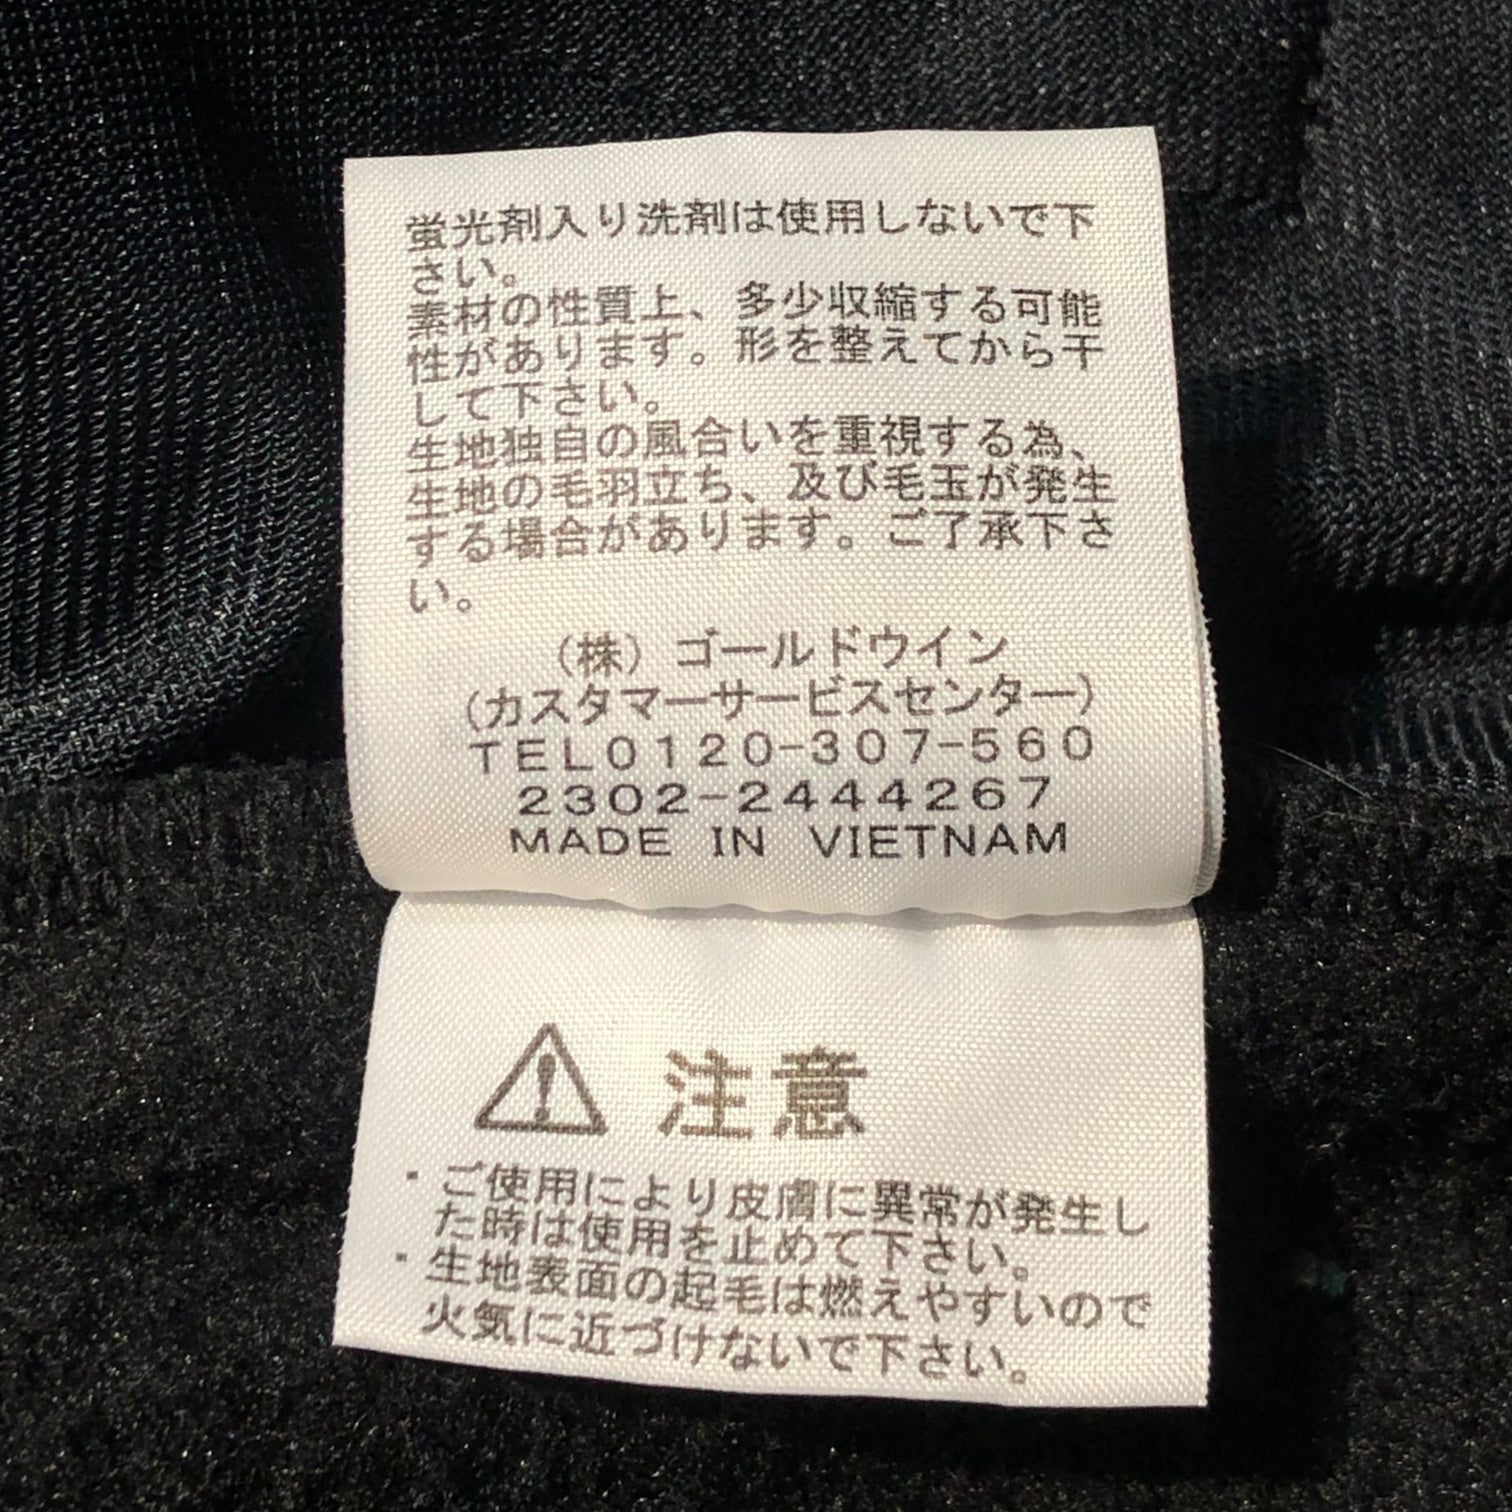 蛍光剤入り洗剤は使用しないで下
さい。
素材の性質上、多少収縮する可能
性があります。形を整えてから干
して下さい。
生地独自の風合いを重視する為、
生地の毛羽立ち、及び毛玉が発生
する場合があります。ご了承下さ
い。
（株）ゴールドウイン
(カスタマーサービスセンター)
TEL0120-307-560
2302-2444267
MADE IN VIETNAM
注意
・ご使用により皮膚に異常が発生し
た時は使用を止めて下さい。
・生地表面の起毛は燃えやすいので
火気に近づけないで下さい。